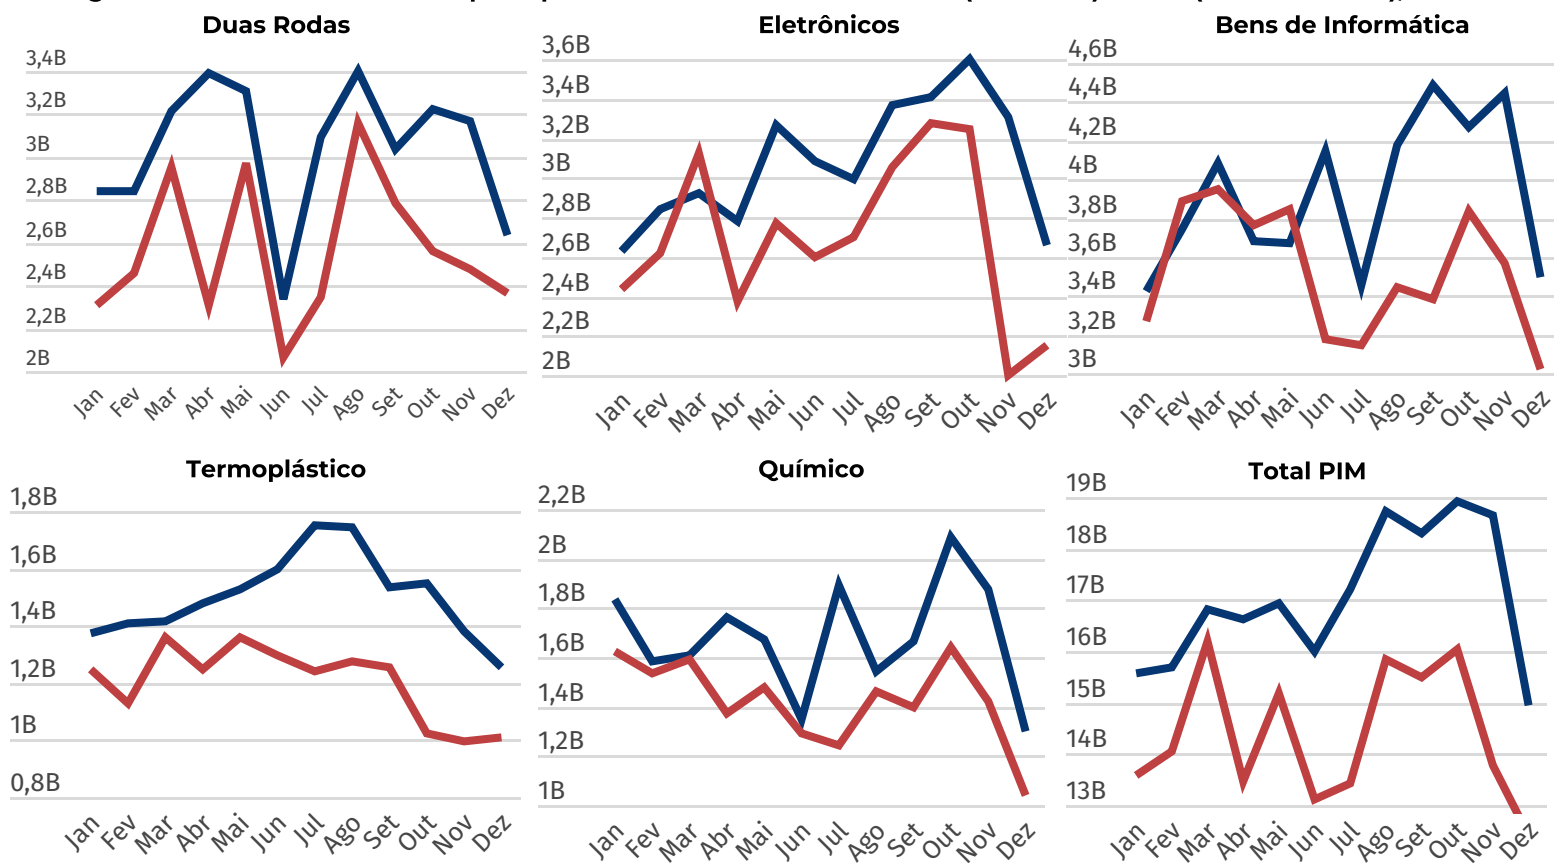 Duas Rodas
3,4B
3,2B
3B
2,8B
2,6B
2,4B
2,2B
2B
Jan Fev Mar Abr Mai Jun Jul Ago Set Out Nov Dez
Eletrônicos
3,6B
3,4B
3,2B
3B
2,8B
2,6B
2,4B
2,2B
2B
Jan Fev Mar Abr Mai Jun Jul Ago Set Out Nov Dez
Bens de Informática
4,6B
4,4B
4,2B
4B
3,8B
3,6B
3,4B
3,2B
3B
Jan Fev Mar Abr Mai Jun Jul Ago Set Out Nov Dez
Termoplástico
1,8B
1,6B
1,4B
1,2B
1B
0,8B
Jan Fev Mar Abr Mai Jun Jul Ago Set Out Nov Dez
Químico
2,2B
2B
1,8B
1,6B
1,4B
1,2B
1B
Jan Fev Mar Abr Mai Jun Jul Ago Set Out Nov Dez
Total PIM
19B
18B
17B
16B
15B
14B
13B
Jan Fev Mar Abr Mai Jun Jul Ago Set Out Nov Dez